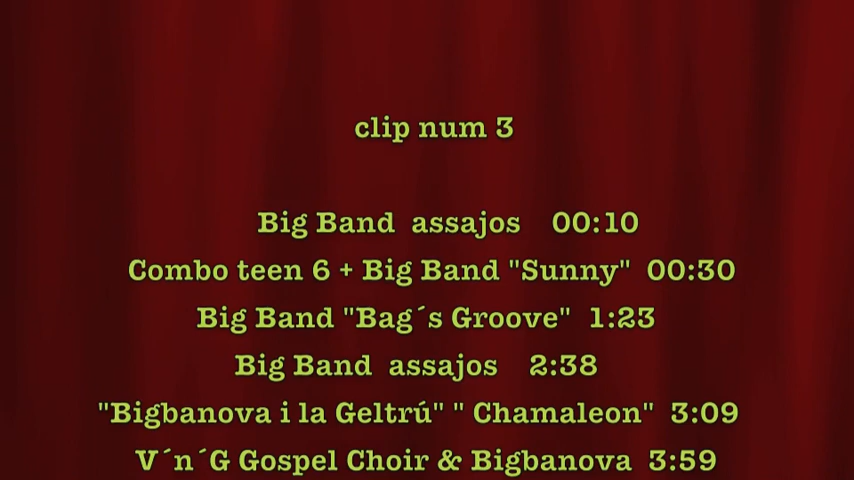 clip num 3
Big Band assajos 00:10
Combo teen 6 + Big Band "Sunny" 00:30
Big Band "Bag´s Groove" 1:23
Big Band assajos 2:38
"Bigbanova i la Geltrú" " Chamaleon" 3:09
V´n´G Gospel Choir & Bigbanova 3:59